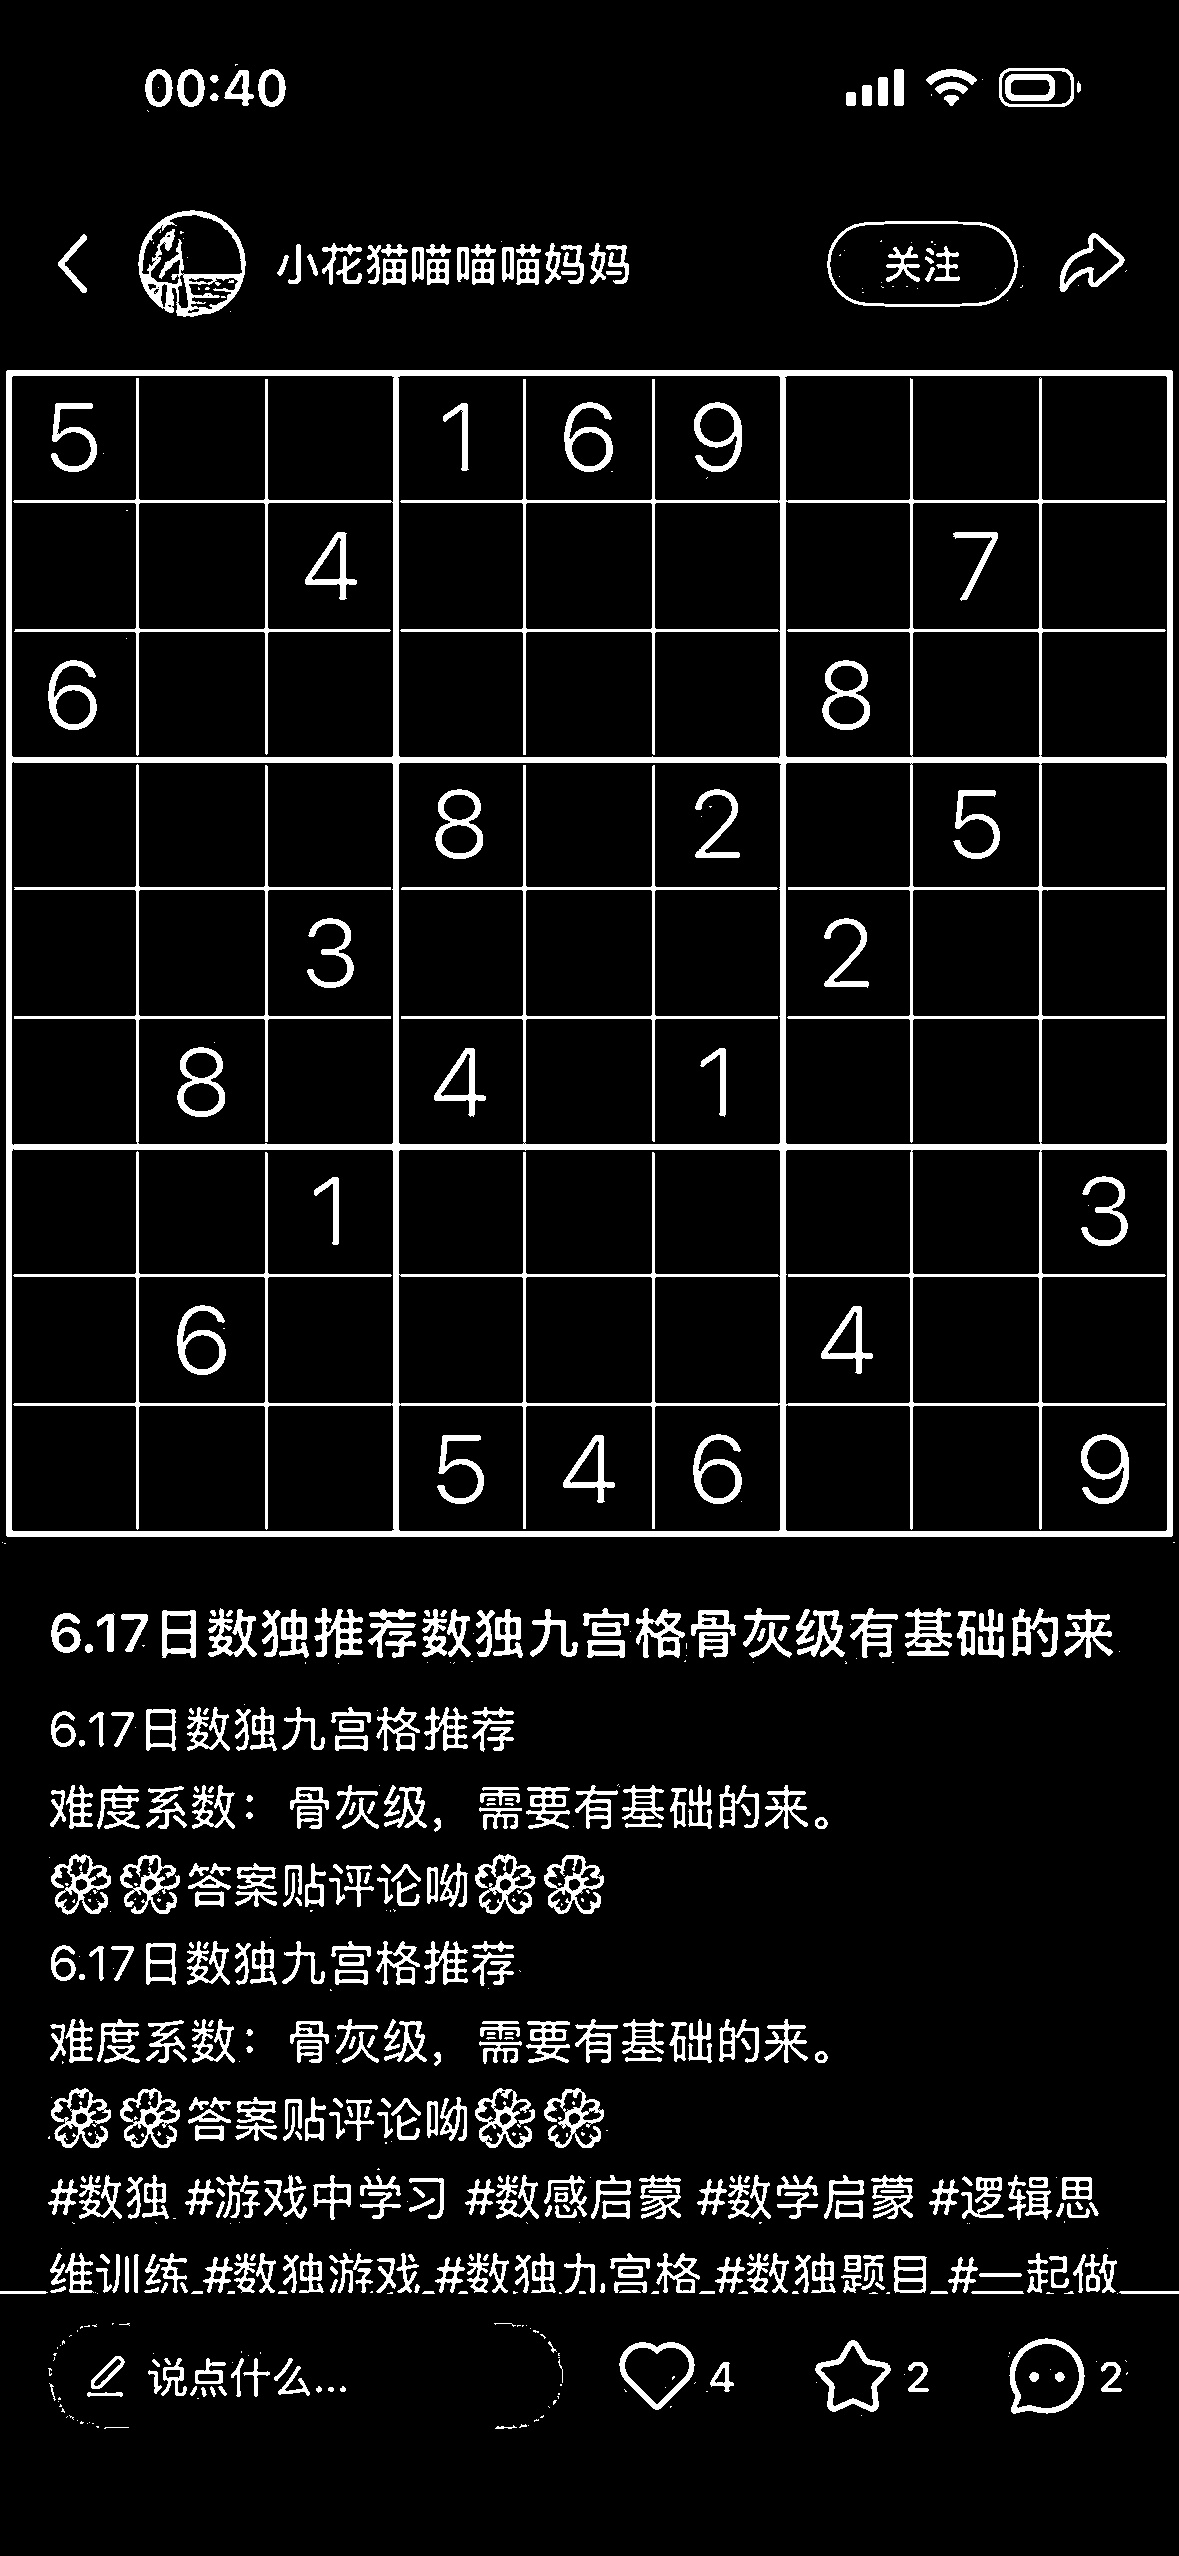 00:40
小花猫喵喵喵妈妈 关注
5 1 6 9
4 7
6 8
8 2 5
3 2
8 4 1
1 3
6 4
5 4 6 9
6.17日数独推荐数独九宫格骨灰级有基础的来
6.17日数独九宫格推荐
难度系数：骨灰级，需要有基础的来。
🌸🌸答案贴评论呦🌸🌸
6.17日数独九宫格推荐
难度系数：骨灰级，需要有基础的来。
🌸🌸答案贴评论呦🌸🌸
#数独 #游戏中学习 #数感启蒙 #数学启蒙 #逻辑思
维训练 #数独游戏 #数独九宫格 #数独题目 #一起做
说点什么... 4 2 2